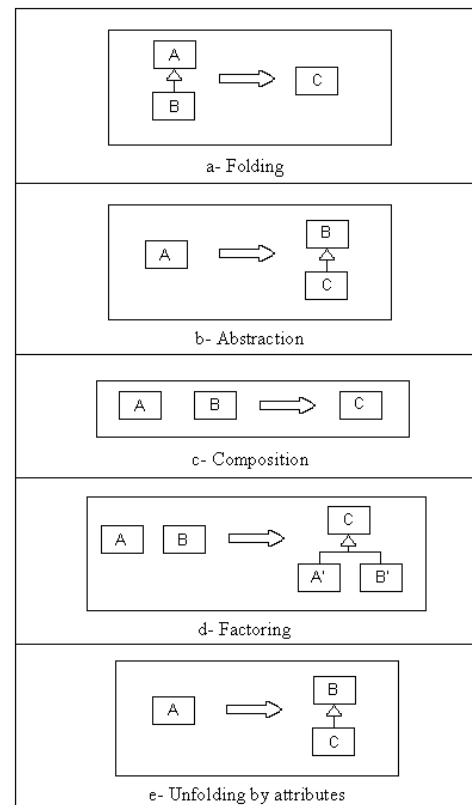 A
C
B
a- Folding
B
A
C
b- Abstraction
A B C
c- Composition
C
A B
A' B'
d- Factoring
B
A
C
e- Unfolding by attributes